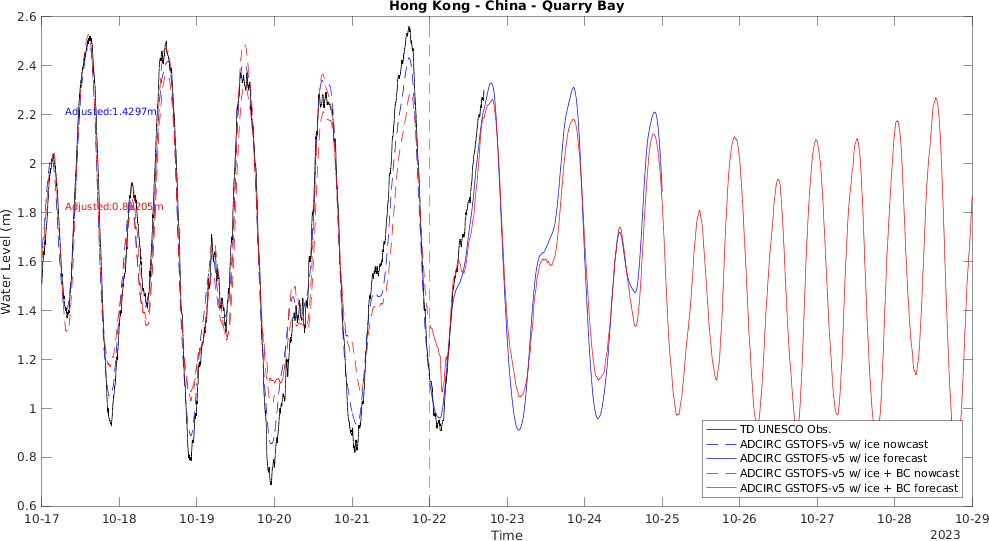 Hong Kong - China - Quarry Bay
2.6
2.4
2.2
2
1.8
1.6
1.4
1.2
1
0.8
0.6
Water Level (m)
Adjusted:1.4297m
TD UNESCO Obs.
ADCIRC GSTOFS-v5 w/ ice nowcast
ADCIRC GSTOFS-v5 w/ ice forecast
ADCIRC GSTOFS-v5 w/ ice + BC nowcast
ADCIRC GSTOFS-v5 w/ ice + BC forecast
10-17 10-18 10-19 10-20 10-21 10-22 10-23 10-24 10-25 10-26 10-27 10-28 10-29
Time
2023